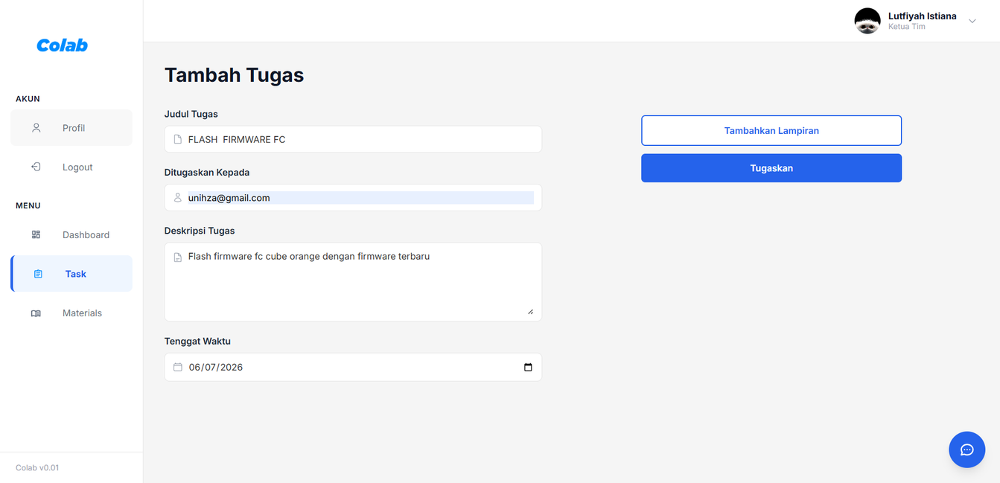 Colab
Lutfiyah Istiana
Ketua Tim
AKUN
Profil
Logout
MENU
Dashboard
Task
Materials
Colab v0.01
Tambah Tugas
Judul Tugas
FLASH  FIRMWARE FC
Ditugaskan Kepada
unihza@gmail.com
Deskripsi Tugas
Flash firmware fc cube orange dengan firmware terbaru
Tenggat Waktu
06/07/2026
Tambahkan Lampiran
Tugaskan